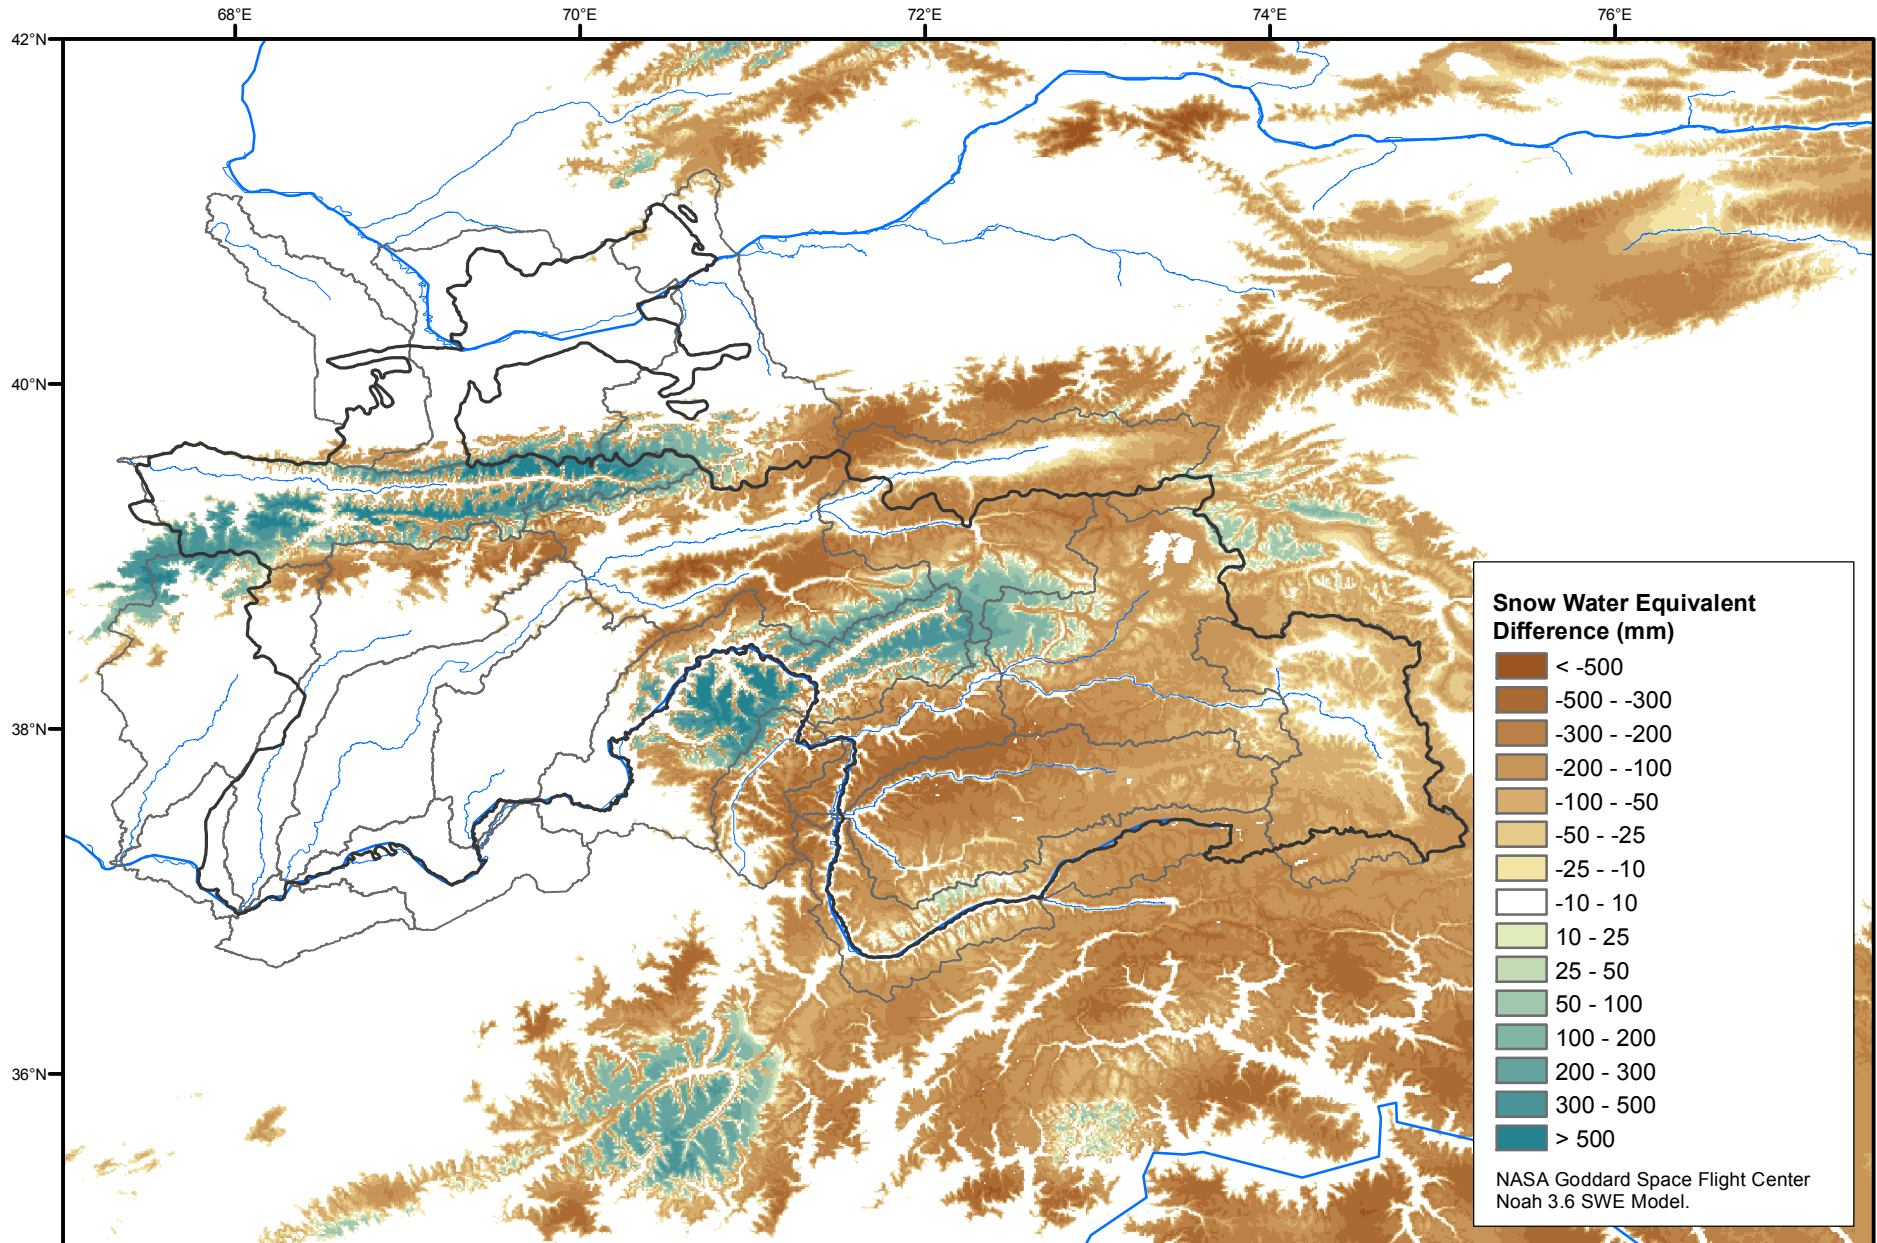 68°E 70°E 72°E 74°E 76°E
42°N
40°N
38°N
36°N
Snow Water Equivalent
Difference (mm)
< -500
-500 - -300
-300 - -200
-200 - -100
-100 - -50
-50 - -25
-25 - -10
-10 - 10
10 - 25
25 - 50
50 - 100
100 - 200
200 - 300
300 - 500
> 500
NASA Goddard Space Flight Center
Noah 3.6 SWE Model.